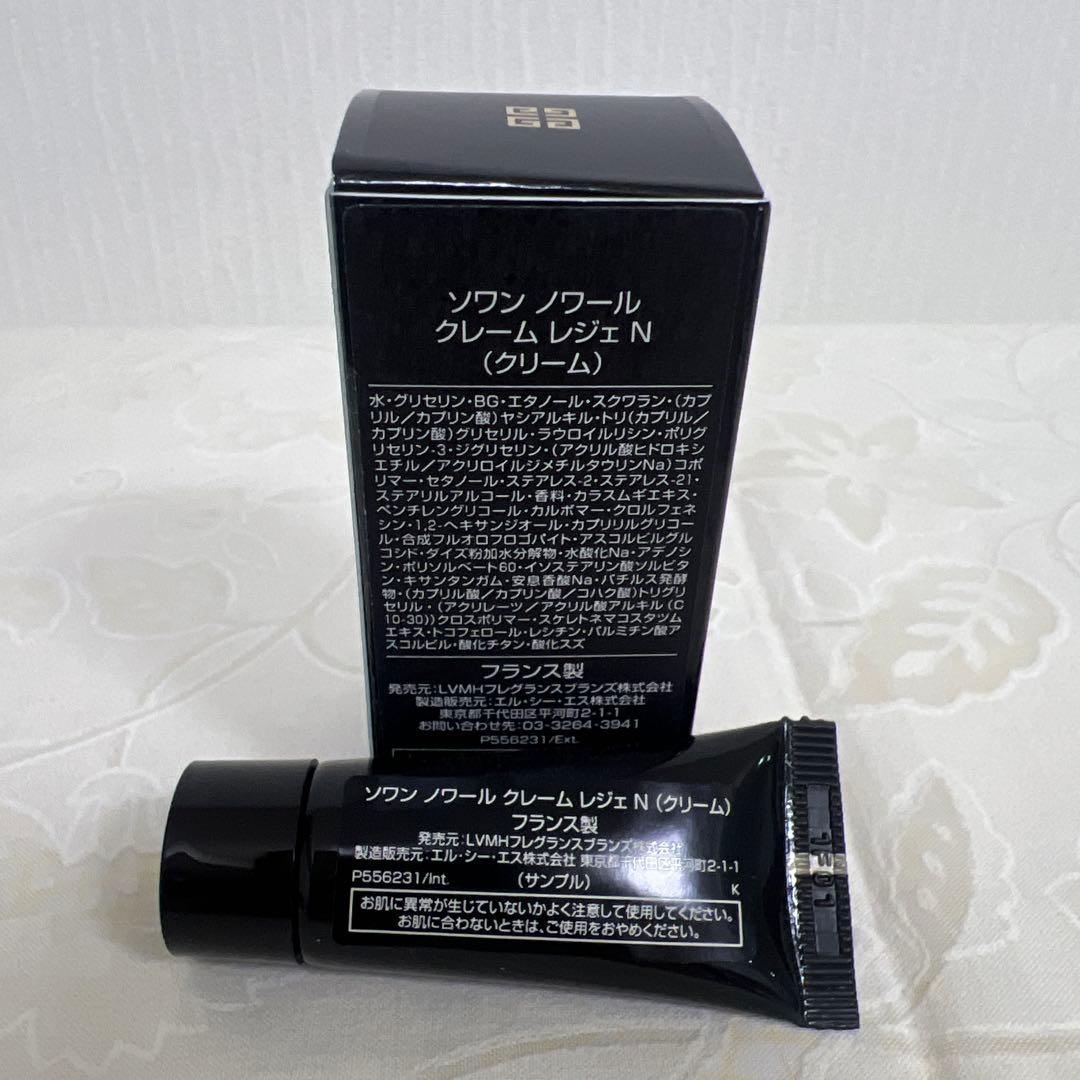 ソワン ノワール
クレーム レジェ N
(クリーム)
水・グリセリン・BG・エタノール・スクワラン・(カプ
リル/カプリン酸)ヤシアルキル・トリ(カプリル/
カプリン酸)グリセリル・ラウロイルリシン・ポリグ
リセリン-3・ジグリセリン・(アクリル酸ヒドロキシ
エチル/アクリロイルジメチルタウリンNa)コポ
リマー・セタノール・ステアレス-2・ステアレス-21・
ステアリルアルコール・香料・カラスムギエキス・
ペンチレングリコール・カルボマー・クロルフェネ
シン・1,2-ヘキサンジオール・カプリリルグリコー
ル・合成フルオロフロゴパイト・アスコルビルグル
コシド・ダイズ粉加水分解物・水酸化Na・アデノシ
ン・ポリソルベート60・イソステアリン酸ソルビタ
ン・キサンタンガム・安息香酸Na・バチルス発酵
物・(カプリル酸/カプリン酸/コハク酸)トリグリ
セリル・(アクリレーツ/アクリル酸アルキル(C
10-30))クロスポリマー・スケレトネマコスタツム
エキス・トコフェロール・レシチン・パルミチン酸ア
スコルビル・酸化チタン・酸化スズ
フランス製
発売元:LVMHフレグランスブランズ株式会社
製造販売元:エル・シー・エス株式会社
東京都千代田区平河町2-1-1
お問い合わせ先:03-3264-3941
P556231/Ext.
ソワン ノワール クレーム レジェ N (クリーム)
フランス製
発売元:LVMHフレグランスブランズ株式会社
製造販売元:エル・シー・エス株式会社 東京都千代田区平河町2-1-1
P556231/Int. (サンプル) K
お肌に異常が生じていないかよく注意して使用してください。
お肌に合わないときは、ご使用をおやめください。